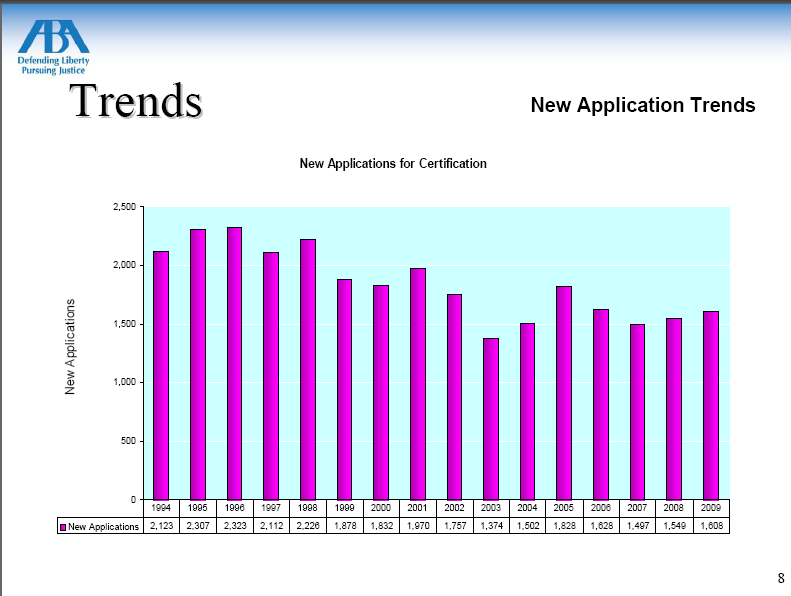 ABA
Defending Liberty
Pursuing Justice
Trends
New Application Trends
New Applications for Certification
New Applications
2,500
2,000
1,500
1,000
500
0
1994 1995 1996 1997 1998 1999 2000 2001 2002 2003 2004 2005 2006 2007 2008 2009
New Applications 2,123 2,307 2,323 2,112 2,226 1,878 1,832 1,970 1,757 1,374 1,502 1,828 1,628 1,497 1,549 1,608
8